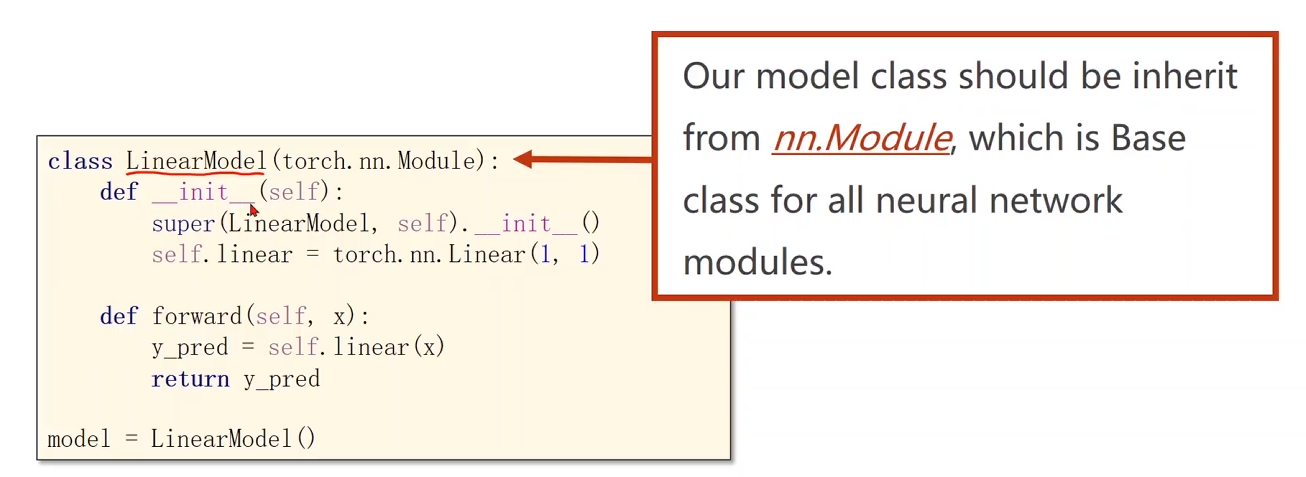 Our model class should be inherit
from nn.Module, which is Base
class for all neural network
modules.
class LinearModel(torch.nn.Module):
    def __init__(self):
        super(LinearModel, self).__init__()
        self.linear = torch.nn.Linear(1, 1)
    def forward(self, x):
        y_pred = self.linear(x)
        return y_pred
model = LinearModel()